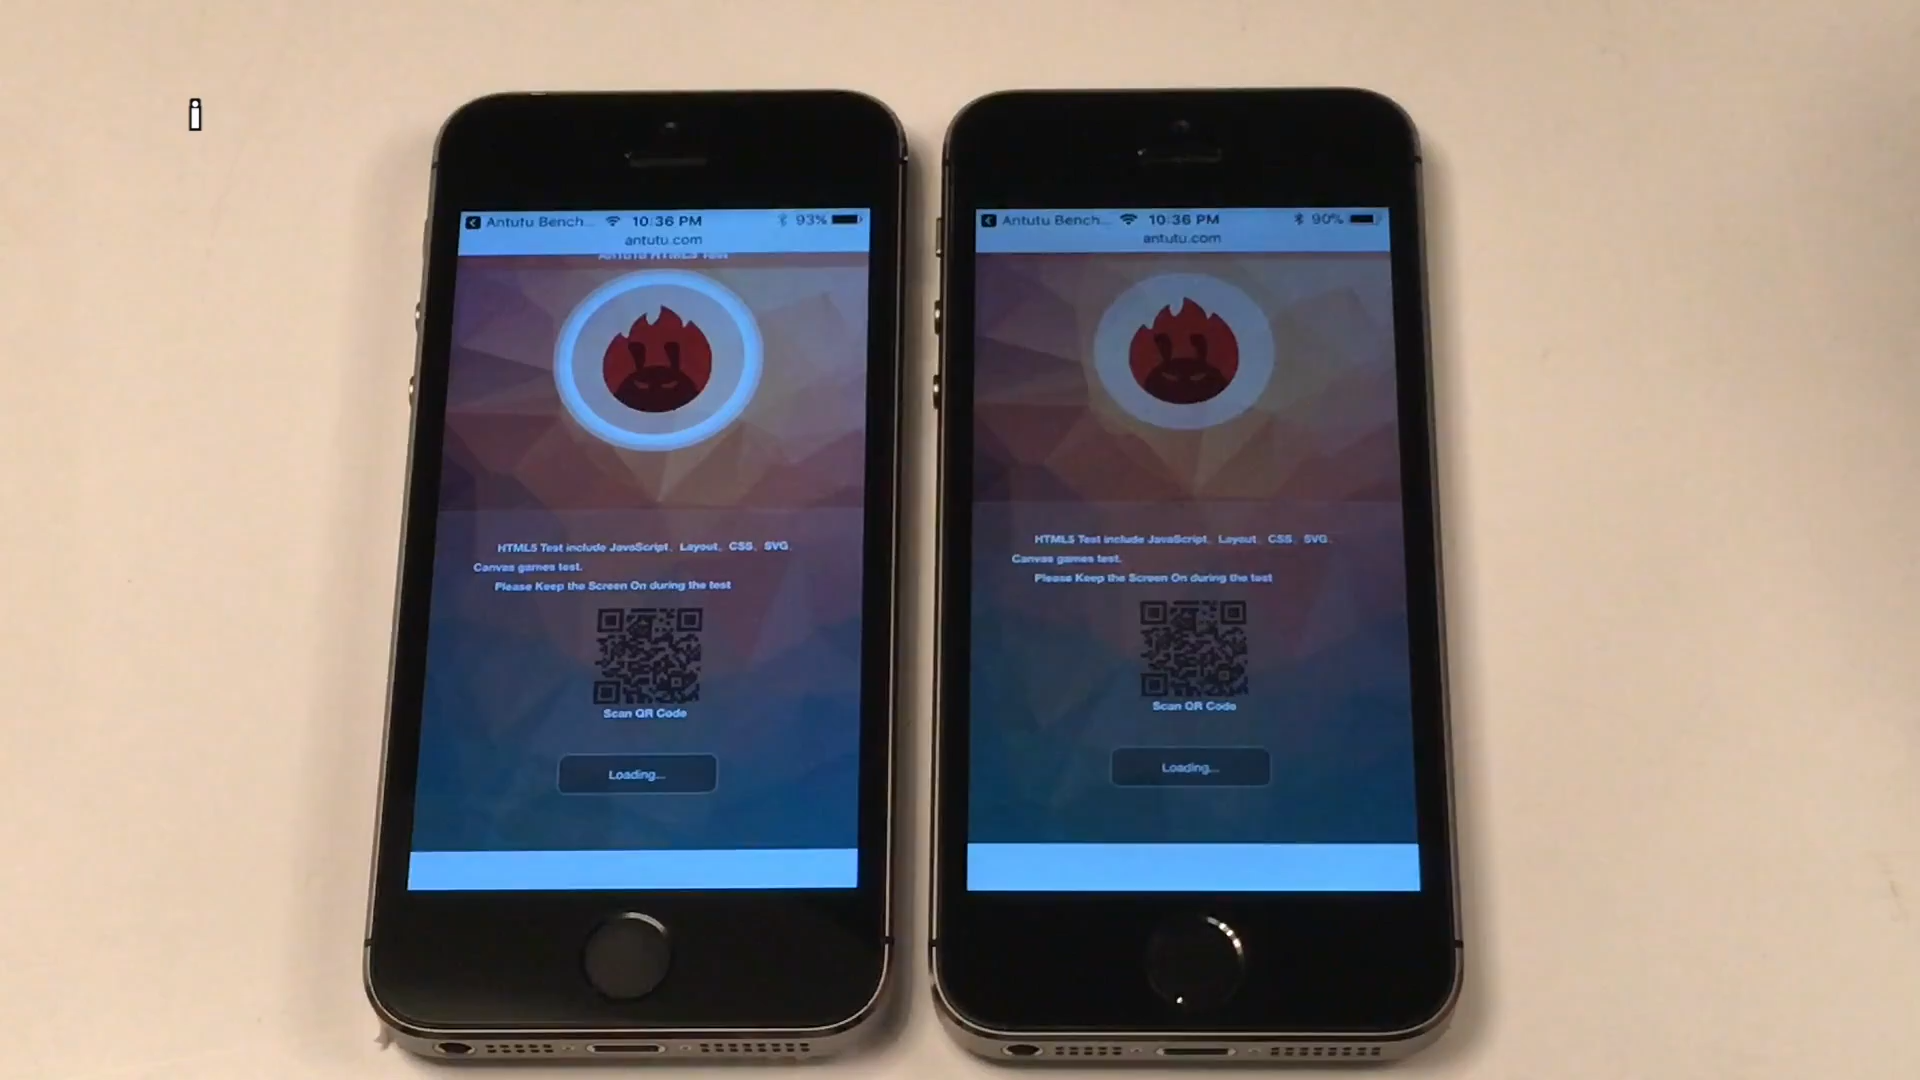 i
Antutu Bench... 10:36 PM 93%
antutu.com
Antutu HTML5 Test
HTML5 Test include JavaScript、Layout、CSS、SVG、
Canvas games test.
Please Keep the Screen On during the test
Scan QR Code
Loading...
Antutu Bench... 10:36 PM 90%
antutu.com
HTML5 Test include JavaScript、Layout、CSS、SVG、
Canvas games test.
Please Keep the Screen On during the test
Scan QR Code
Loading...